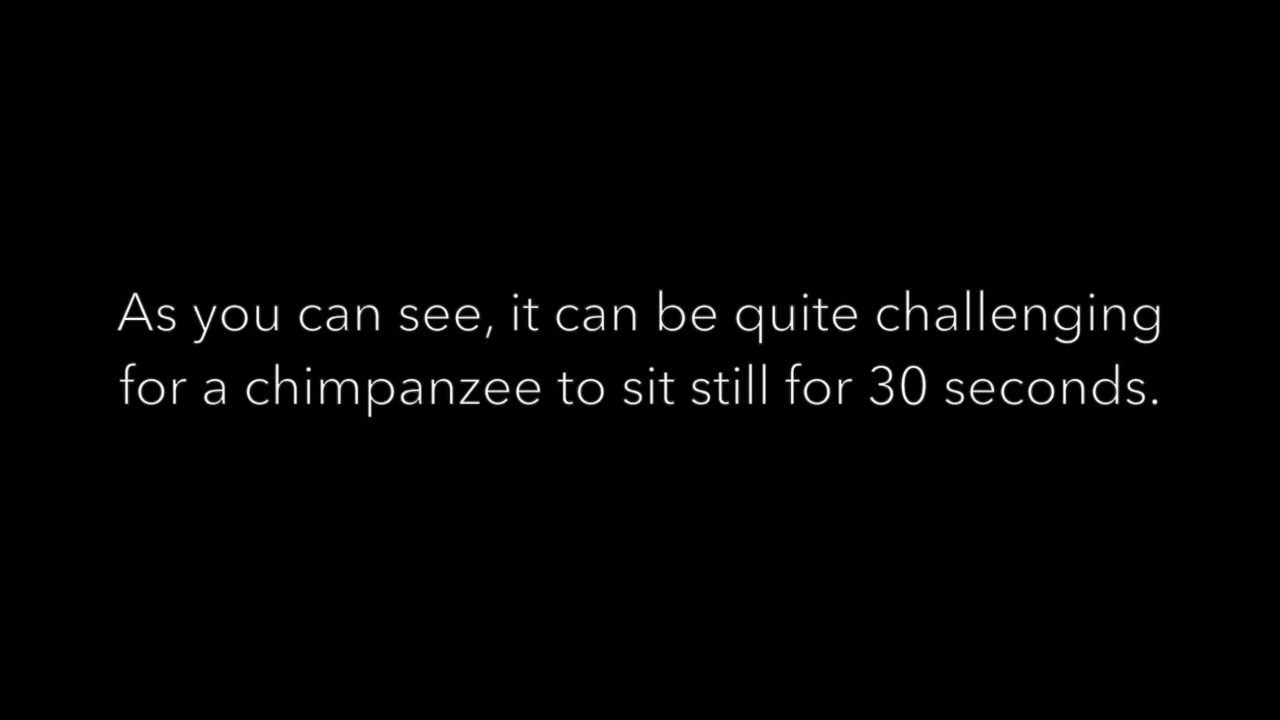 As you can see, it can be quite challenging
for a chimpanzee to sit still for 30 seconds.